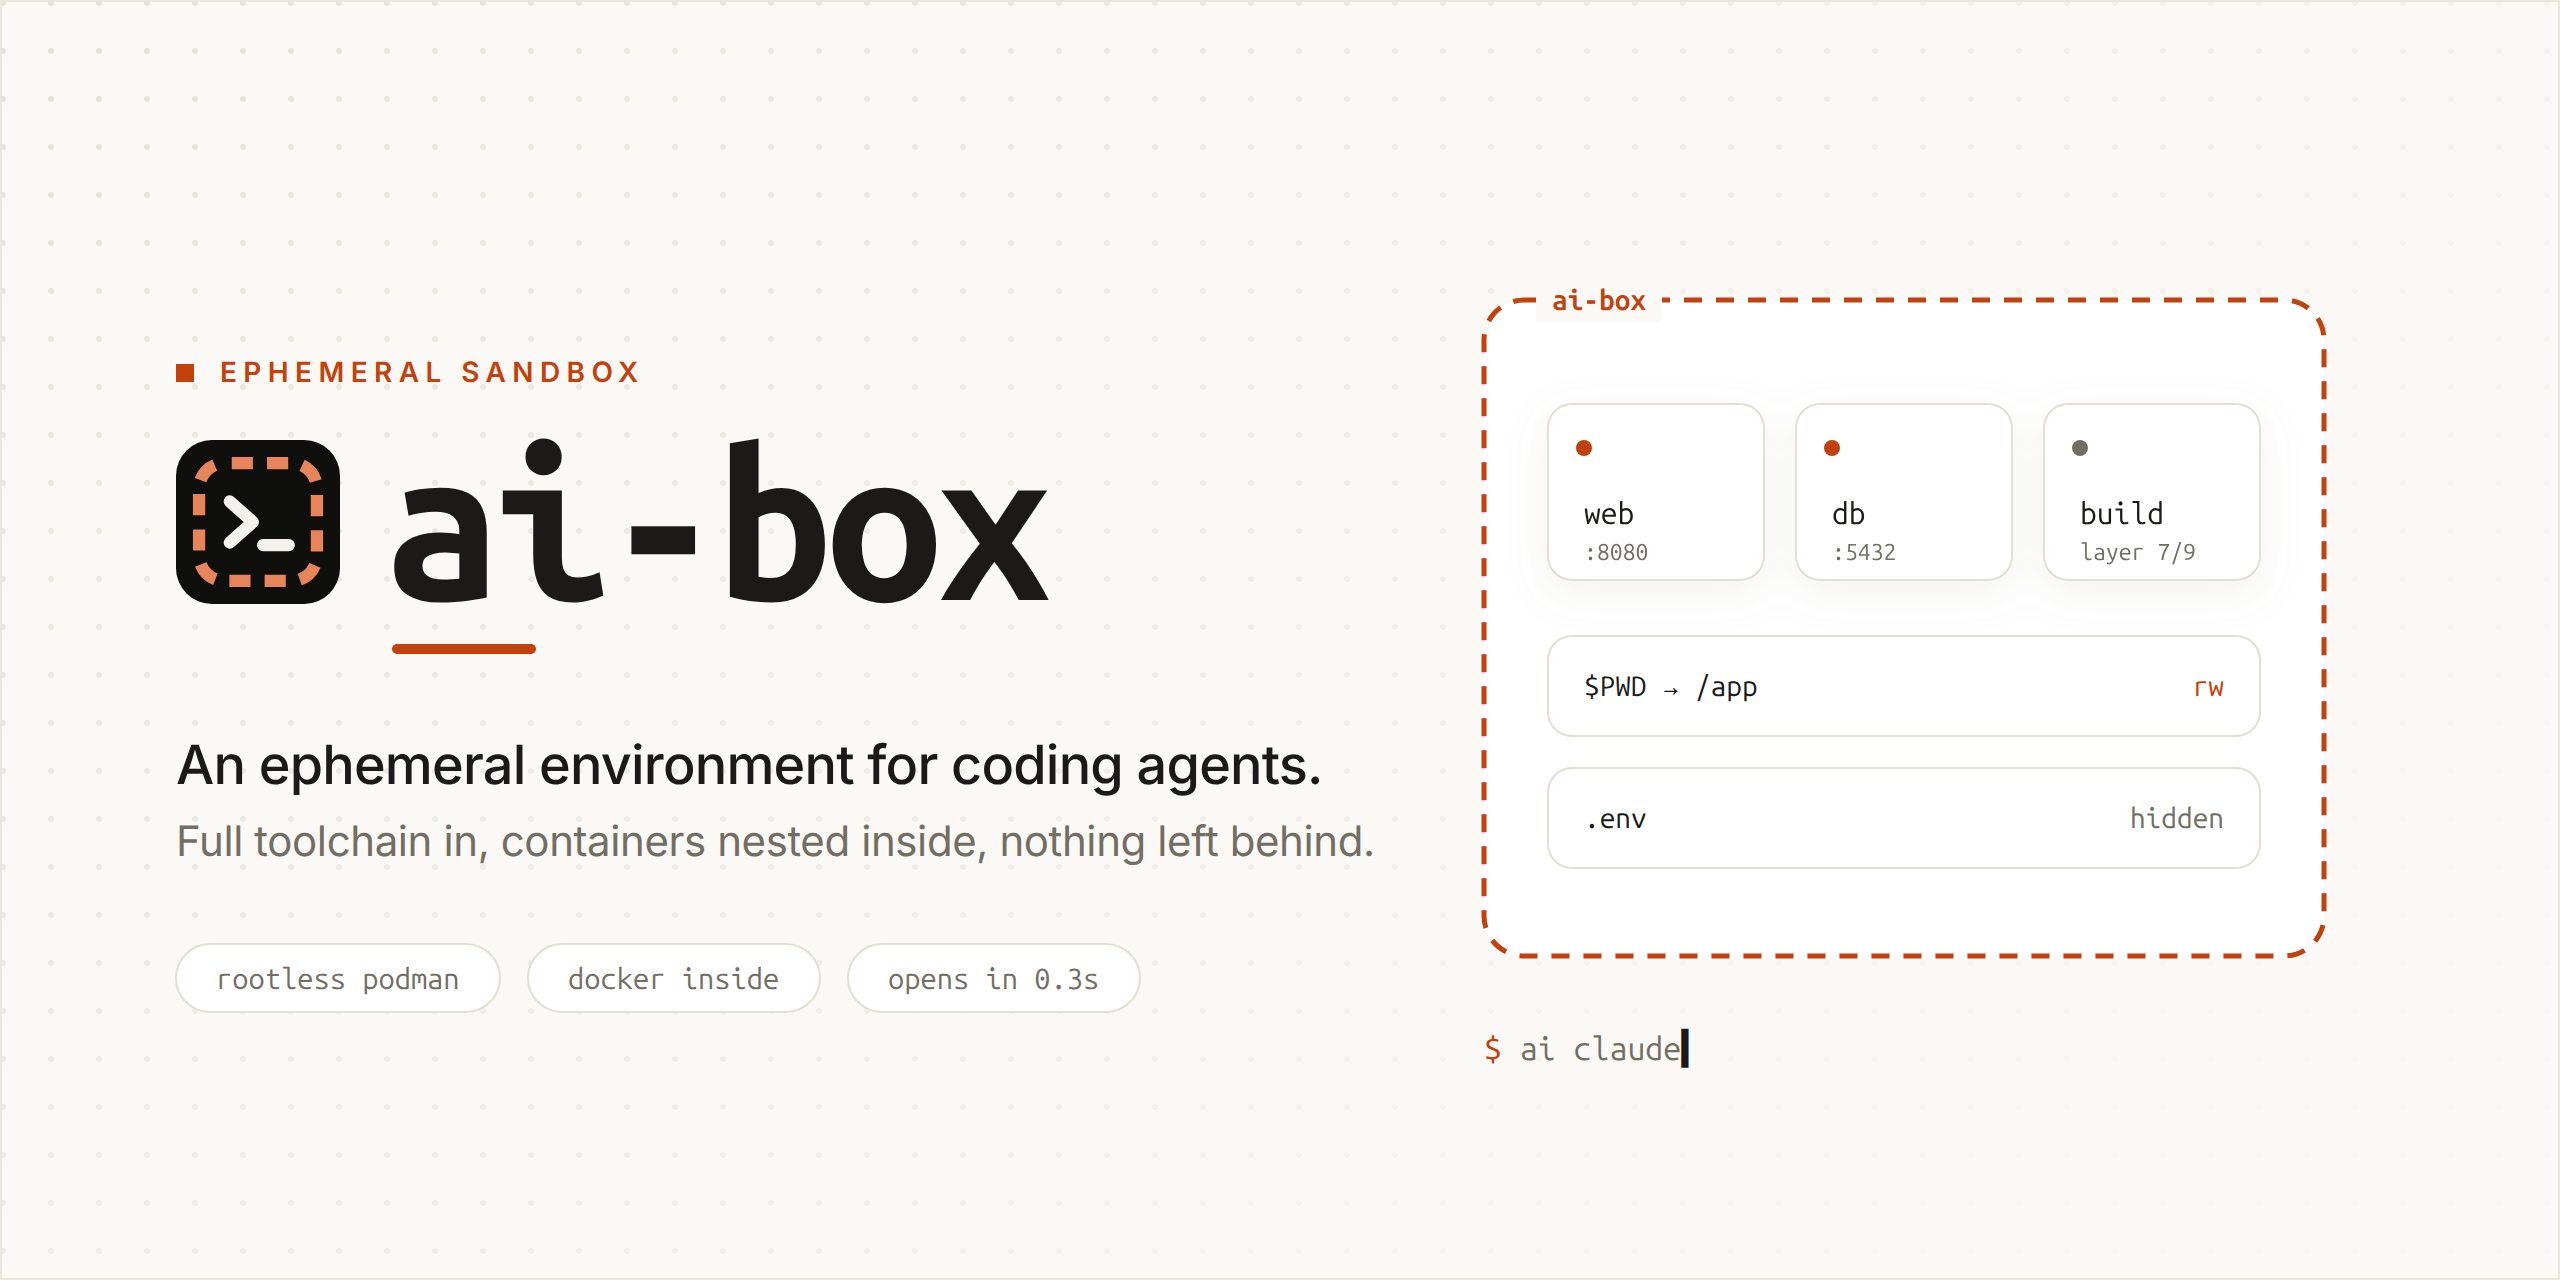 EPHEMERAL SANDBOX
ai-box
An ephemeral environment for coding agents.
Full toolchain in, containers nested inside, nothing left behind.
rootless podman
docker inside
opens in 0.3s
ai-box
web
:8080
db
:5432
build
layer 7/9
$PWD → /app
rw
.env
hidden
$ ai claude